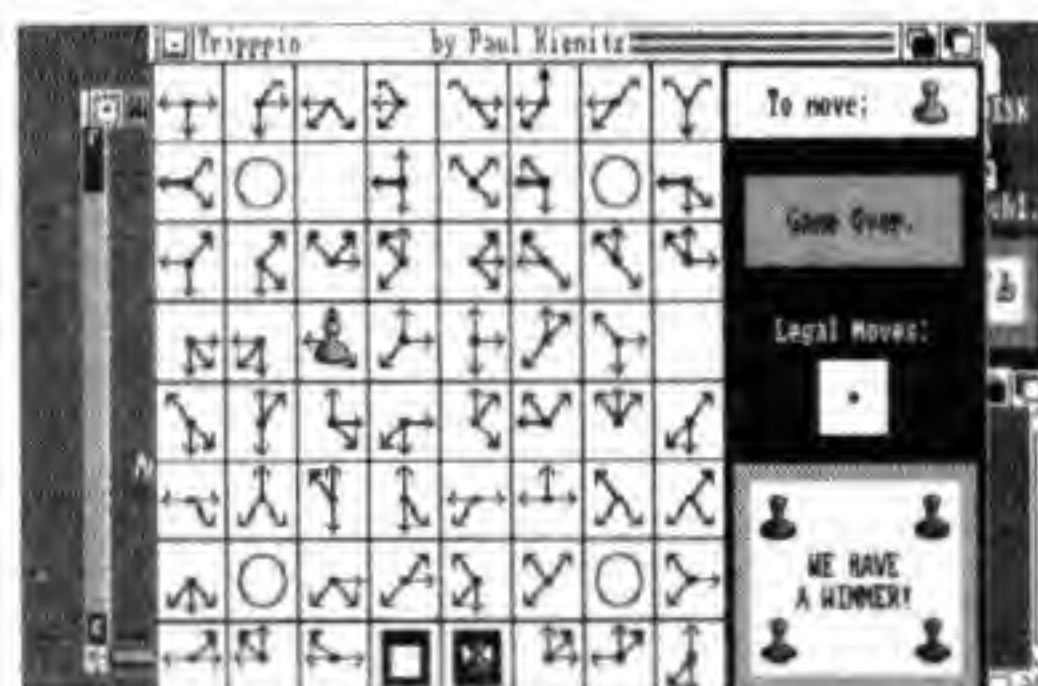 Tripppin by Paul Kienitz
To move:
Game Over.
Legal Moves:
WE HAVE
A WINNER!